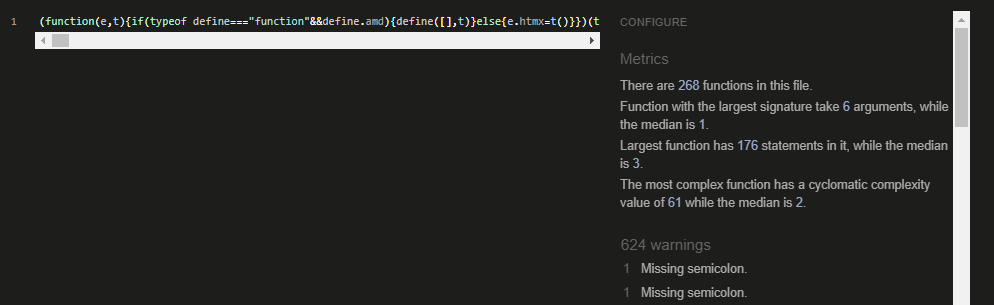 1 (function(e,t){if(typeof define==="function"&&define.amd){define([],t)}else{e.htmx=t()}})(t
CONFIGURE
Metrics
There are 268 functions in this file.
Function with the largest signature take 6 arguments, while
the median is 1.
Largest function has 176 statements in it, while the median
is 3.
The most complex function has a cyclomatic complexity
value of 61 while the median is 2.
624 warnings
1 Missing semicolon.
1 Missing semicolon.